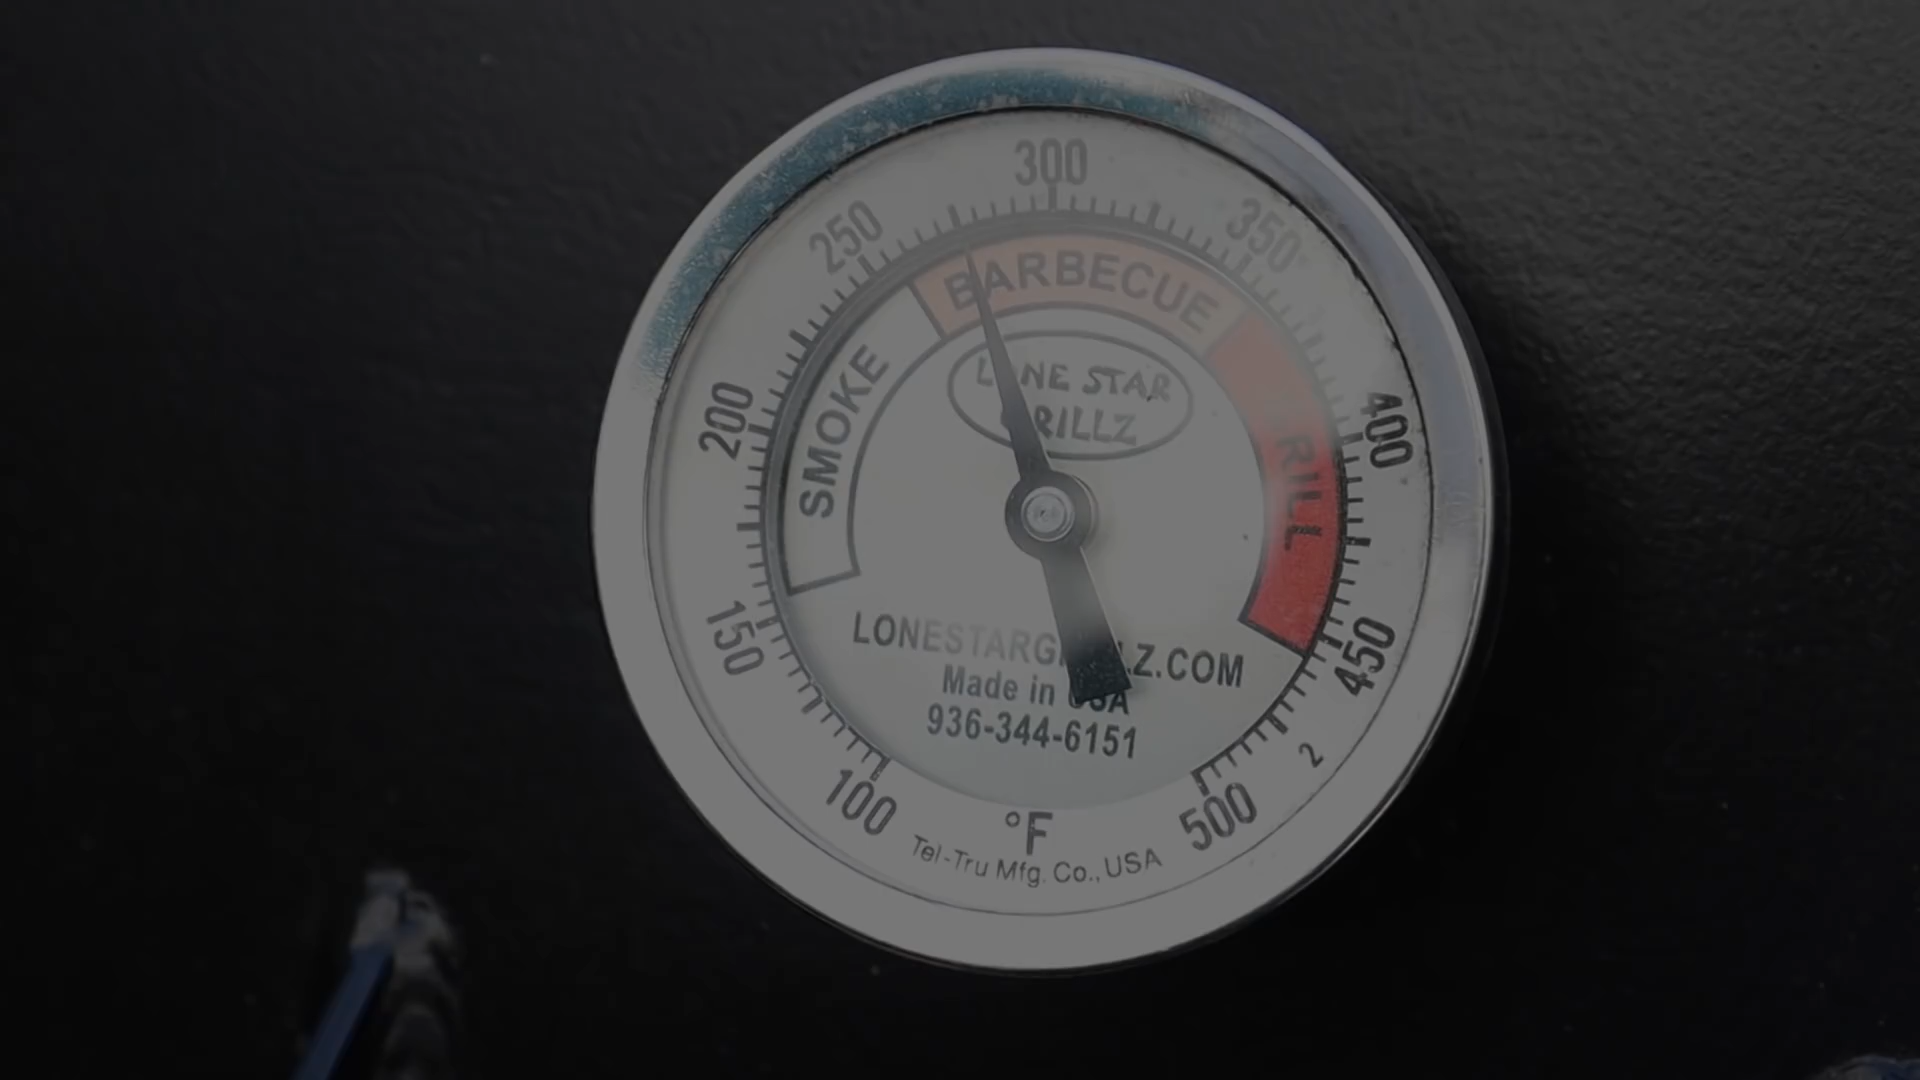 300
250
350
BARBECUE
LONE STAR
GRILLZ
SMOKE
200
400
GRILL
150
450
LONESTARGRILLZ.COM
Made in USA
936-344-6151
2
100
500
°F
Tel-Tru Mfg. Co., USA